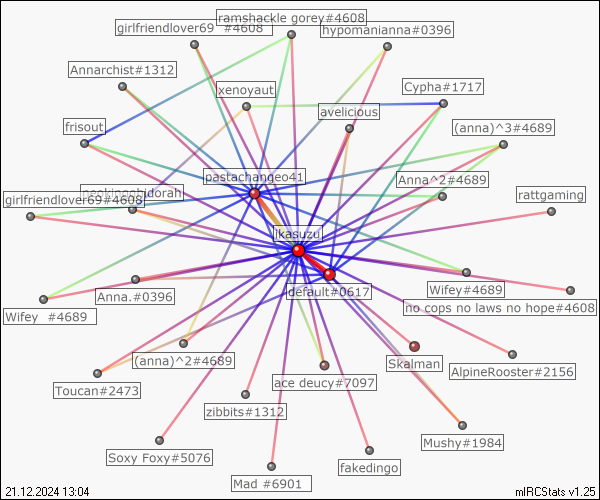 ramshackle gorey#4608
girlfriendlover69 #4608
hypomanianna#0396
Annarchist#1312
xenoyaut
Cypha#1717
avelicious
frisout
(anna)^3#4689
pastachangeo41
Anna^2#4689
girlfriendlover69#4608
rattgaming
jkasuzu
Anna.#0396
default#0617
Wifey#4689
no cops no laws no hope#4608
Wifey #4689
(anna)^2#4689
Skalman
AlpineRooster#2156
Toucan#2473
ace deucy#7097
zibbits#1312
Mushy#1984
Soxy Foxy#5076
fakedingo
Mad #6901
21.12.2024 13:04
mIRCStats v1.25